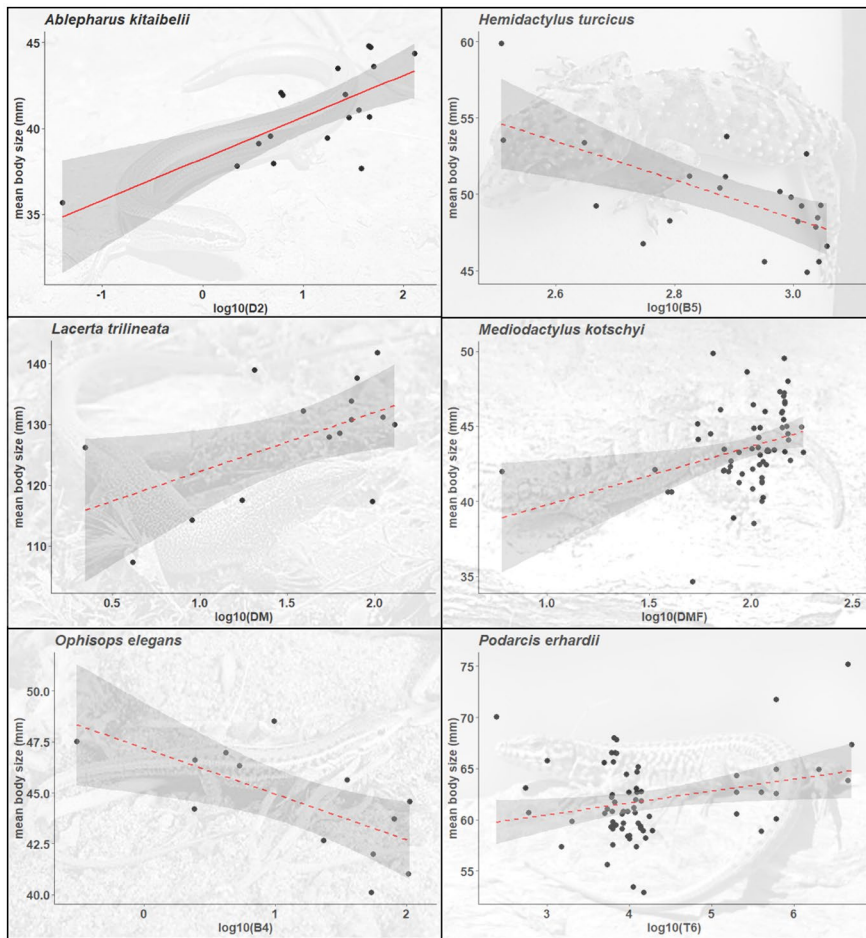 Ablepharus kitaibelii
mean body size (mm)
45
40
35
-1 0 1 2
log10(D2)
Hemidactylus turcicus
mean body size (mm)
60
55
50
45
2.6 2.8 3.0
log10(B5)
Lacerta trilineata
mean body size (mm)
140
130
120
110
0.5 1.0 1.5 2.0
log10(DM)
Mediodactylus kotschyi
mean body size (mm)
50
45
40
35
1.0 1.5 2.0 2.5
log10(DMF)
Ophisops elegans
mean body size (mm)
50.0
47.5
45.0
42.5
40.0
0 1 2
log10(B4)
Podarcis erhardii
mean body size (mm)
75
70
65
60
55
3 4 5 6
log10(T6)